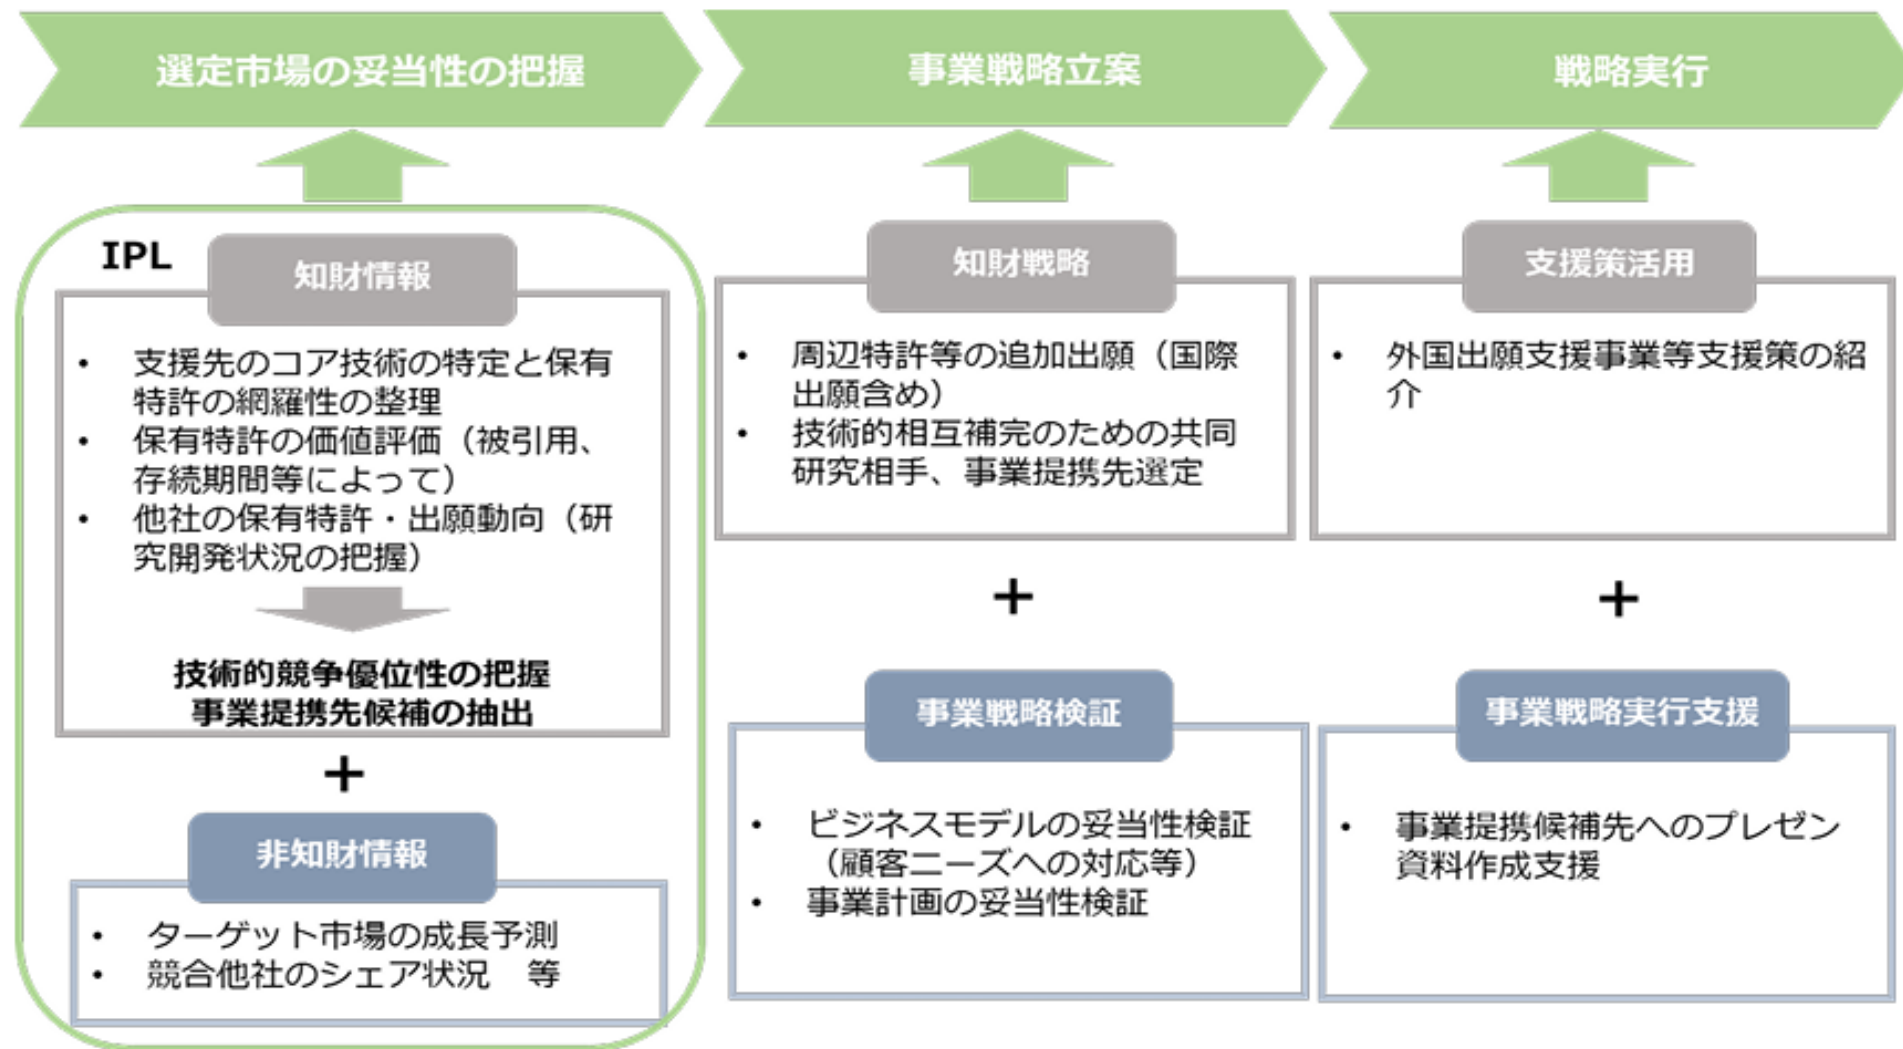 選定市場の妥当性の把握
事業戦略立案
戦略実行
IPL
知財情報
• 支援先のコア技術の特定と保有
特許の網羅性の整理
• 保有特許の価値評価（被引用、
存続期間等によって）
• 他社の保有特許・出願動向（研
究開発状況の把握）
技術的競争優位性の把握
事業提携先候補の抽出
+
非知財情報
• ターゲット市場の成長予測
• 競合他社のシェア状況　等
知財戦略
• 周辺特許等の追加出願（国際
出願含め）
• 技術的相互補完のための共同
研究相手、事業提携先選定
+
事業戦略検証
• ビジネスモデルの妥当性検証
（顧客ニーズへの対応等）
• 事業計画の妥当性検証
支援策活用
• 外国出願支援事業等支援策の紹
介
+
事業戦略実行支援
• 事業提携候補先へのプレゼン
資料作成支援